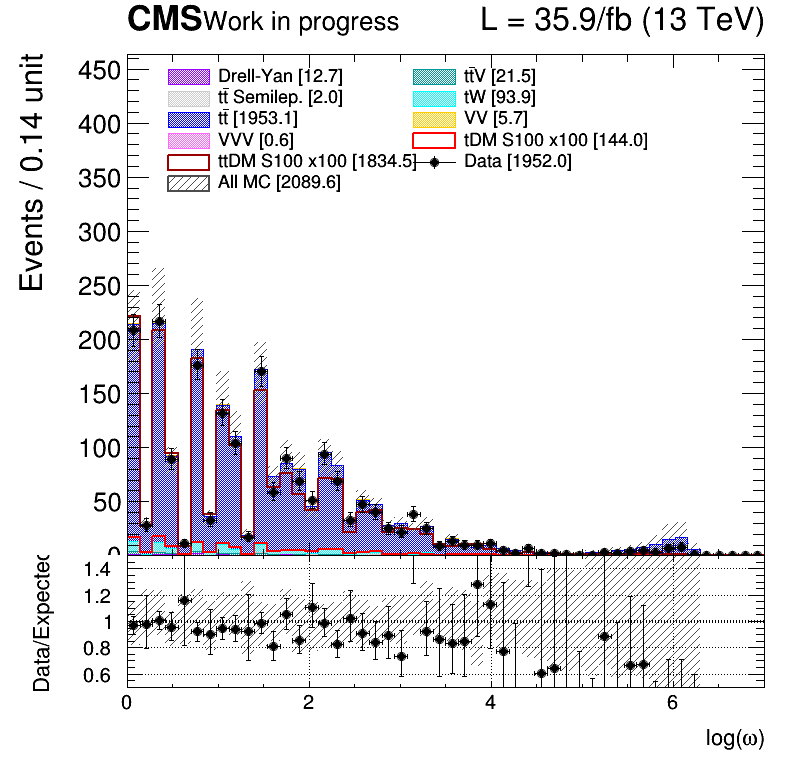 CMS Work in progress L = 35.9/fb (13 TeV)
Events / 0.14 unit
450
400
350
300
250
200
150
100
50
0
Drell-Yan [12.7] tt̄V [21.5]
tt̄ Semilep. [2.0] tW [93.9]
tt̄ [1953.1] VV [5.7]
VVV [0.6] tDM S100 x100 [144.0]
ttDM S100 x100 [1834.5] Data [1952.0]
All MC [2089.6]
Data/Expected
1.4
1.2
1
0.8
0.6
0 2 4 6
log(ω)